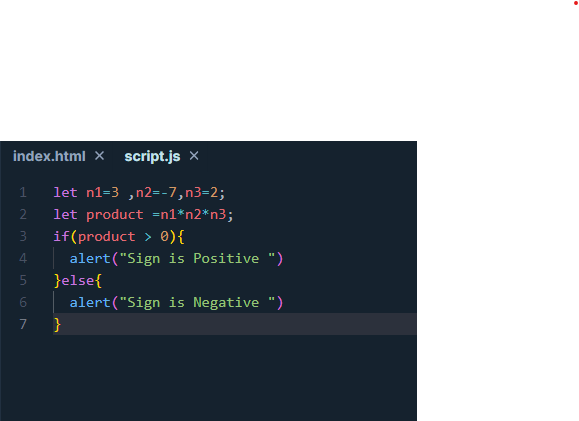 index.html × script.js ×
1 let n1=3 ,n2=-7,n3=2;
2 let product =n1*n2*n3;
3 if(product > 0){
4 alert("Sign is Positive ")
5 }else{
6 alert("Sign is Negative ")
7 }